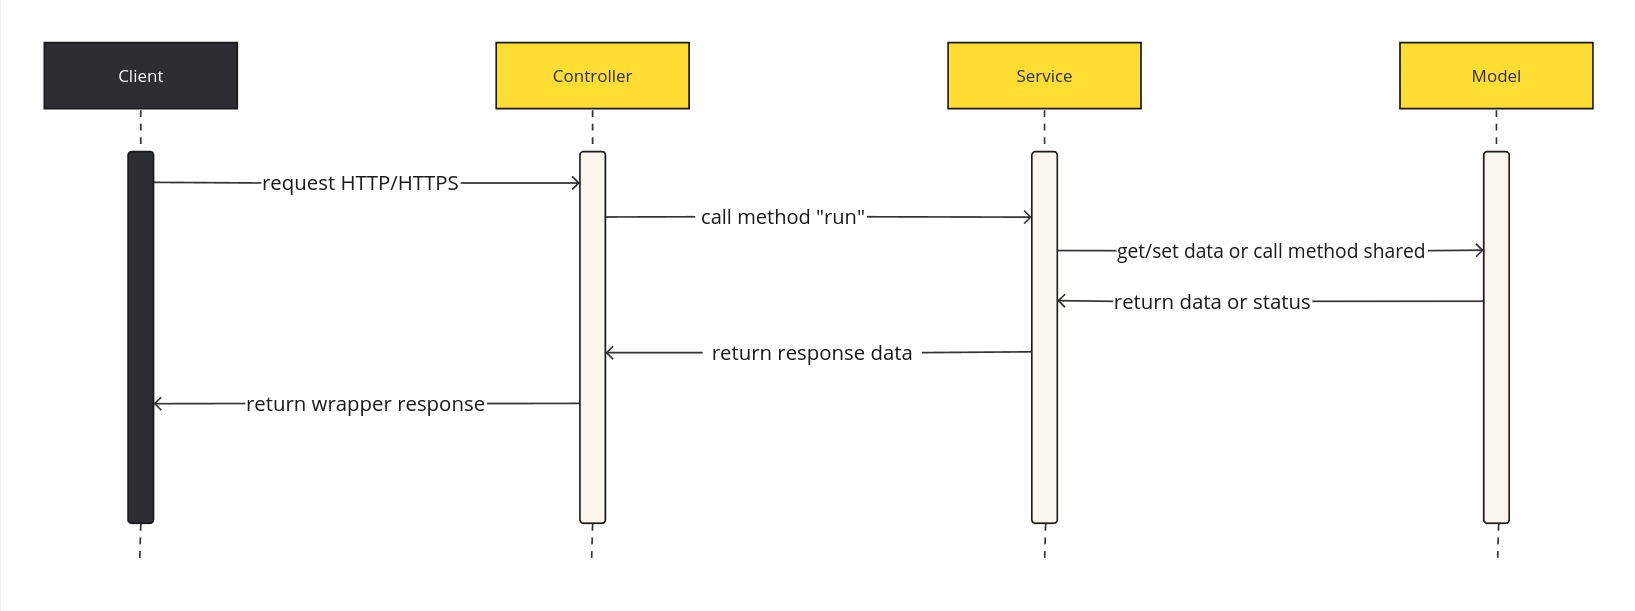 Client
Controller
Service
Model
request HTTP/HTTPS
call method "run"
get/set data or call method shared
return data or status
return response data
return wrapper response